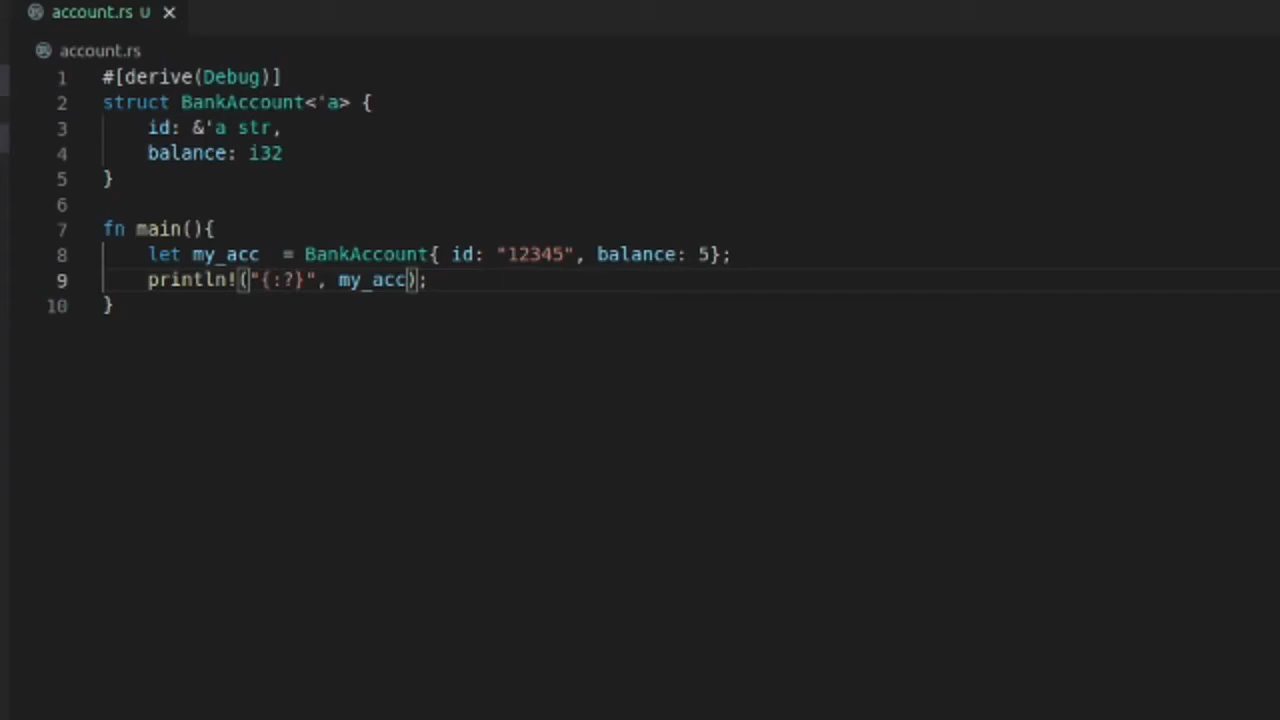 account.rs U ×
account.rs
1 #[derive(Debug)]
2 struct BankAccount<'a> {
3     id: &'a str,
4     balance: i32
5 }
6
7 fn main(){
8     let my_acc  = BankAccount{ id: "12345", balance: 5};
9     println!("{:?}", my_acc);
10 }